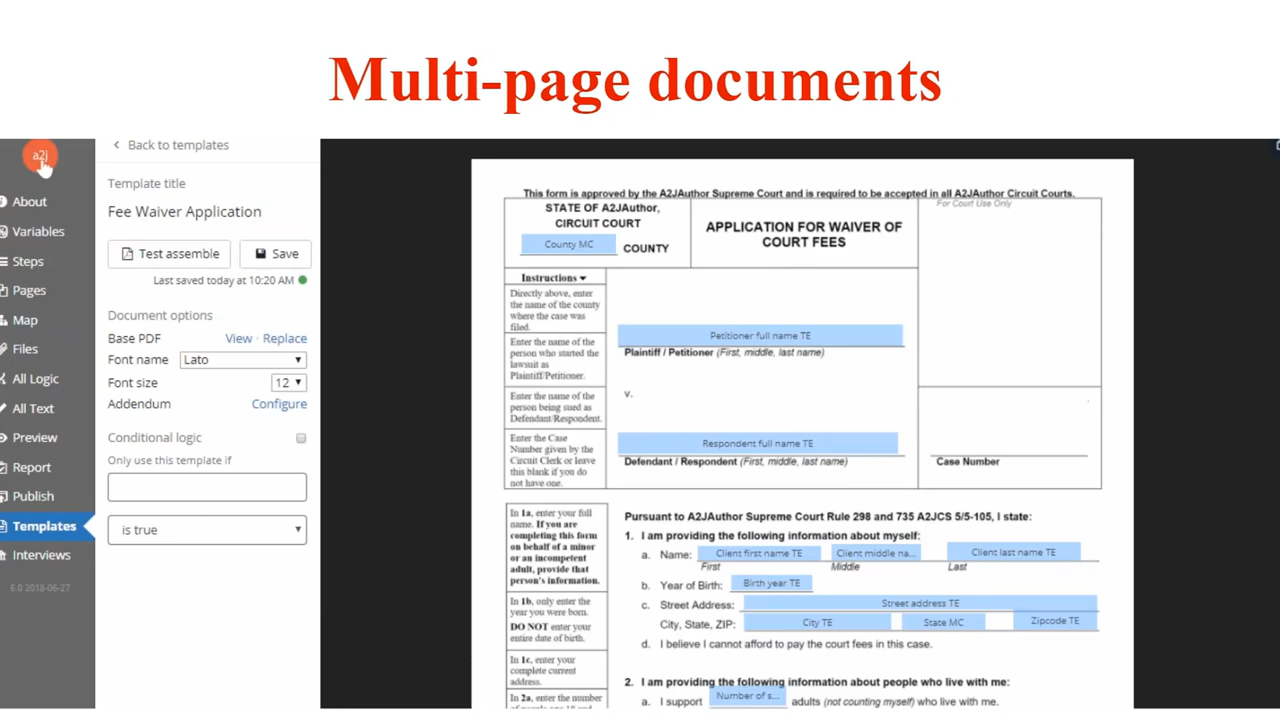 Multi-page documents
a2j
About
Variables
Steps
Pages
Map
Files
All Logic
All Text
Preview
Report
Publish
Templates
Interviews
6.0 2018-06-27
Back to templates
Template title
Fee Waiver Application
Test assemble
Save
Last saved today at 10:20 AM
Document options
Base PDF View Replace
Font name Lato
Font size 12
Addendum Configure
Conditional logic
Only use this template if
is true
This form is approved by the A2JAuthor Supreme Court and is required to be accepted in all A2JAuthor Circuit Courts.
STATE OF A2JAuthor,
CIRCUIT COURT
County MC COUNTY
APPLICATION FOR WAIVER OF
COURT FEES
For Court Use Only
Instructions
Directly above, enter
the name of the county
where the case was
filed.
Enter the name of the
person who started the
lawsuit as
Plaintiff/Petitioner.
Enter the name of the
person being sued as
Defendant/Respondent.
Enter the Case
Number given by the
Circuit Clerk or leave
this blank if you do
not have one.
Petitioner full name TE
Plaintiff / Petitioner (First, middle, last name)
v.
Respondent full name TE
Defendant / Respondent (First, middle, last name)
Case Number
In 1a, enter your full
name. If you are
completing this form
on behalf of a minor
or an incompetent
adult, provide that
person's information.
In 1b, only enter the
year you were born.
DO NOT enter your
entire date of birth.
In 1c, enter your
complete current
address.
In 2a, enter the number
Pursuant to A2JAuthor Supreme Court Rule 298 and 735 A2JCS 5/5-105, I state:
1. I am providing the following information about myself:
a. Name: Client first name TE Client middle na... Client last name TE
First Middle Last
b. Year of Birth: Birth year TE
c. Street Address: Street address TE
City, State, ZIP: City TE State MC Zipcode TE
d. I believe I cannot afford to pay the court fees in this case.
2. I am providing the following information about people who live with me:
a. I support Number of s... adults (not counting myself) who live with me.